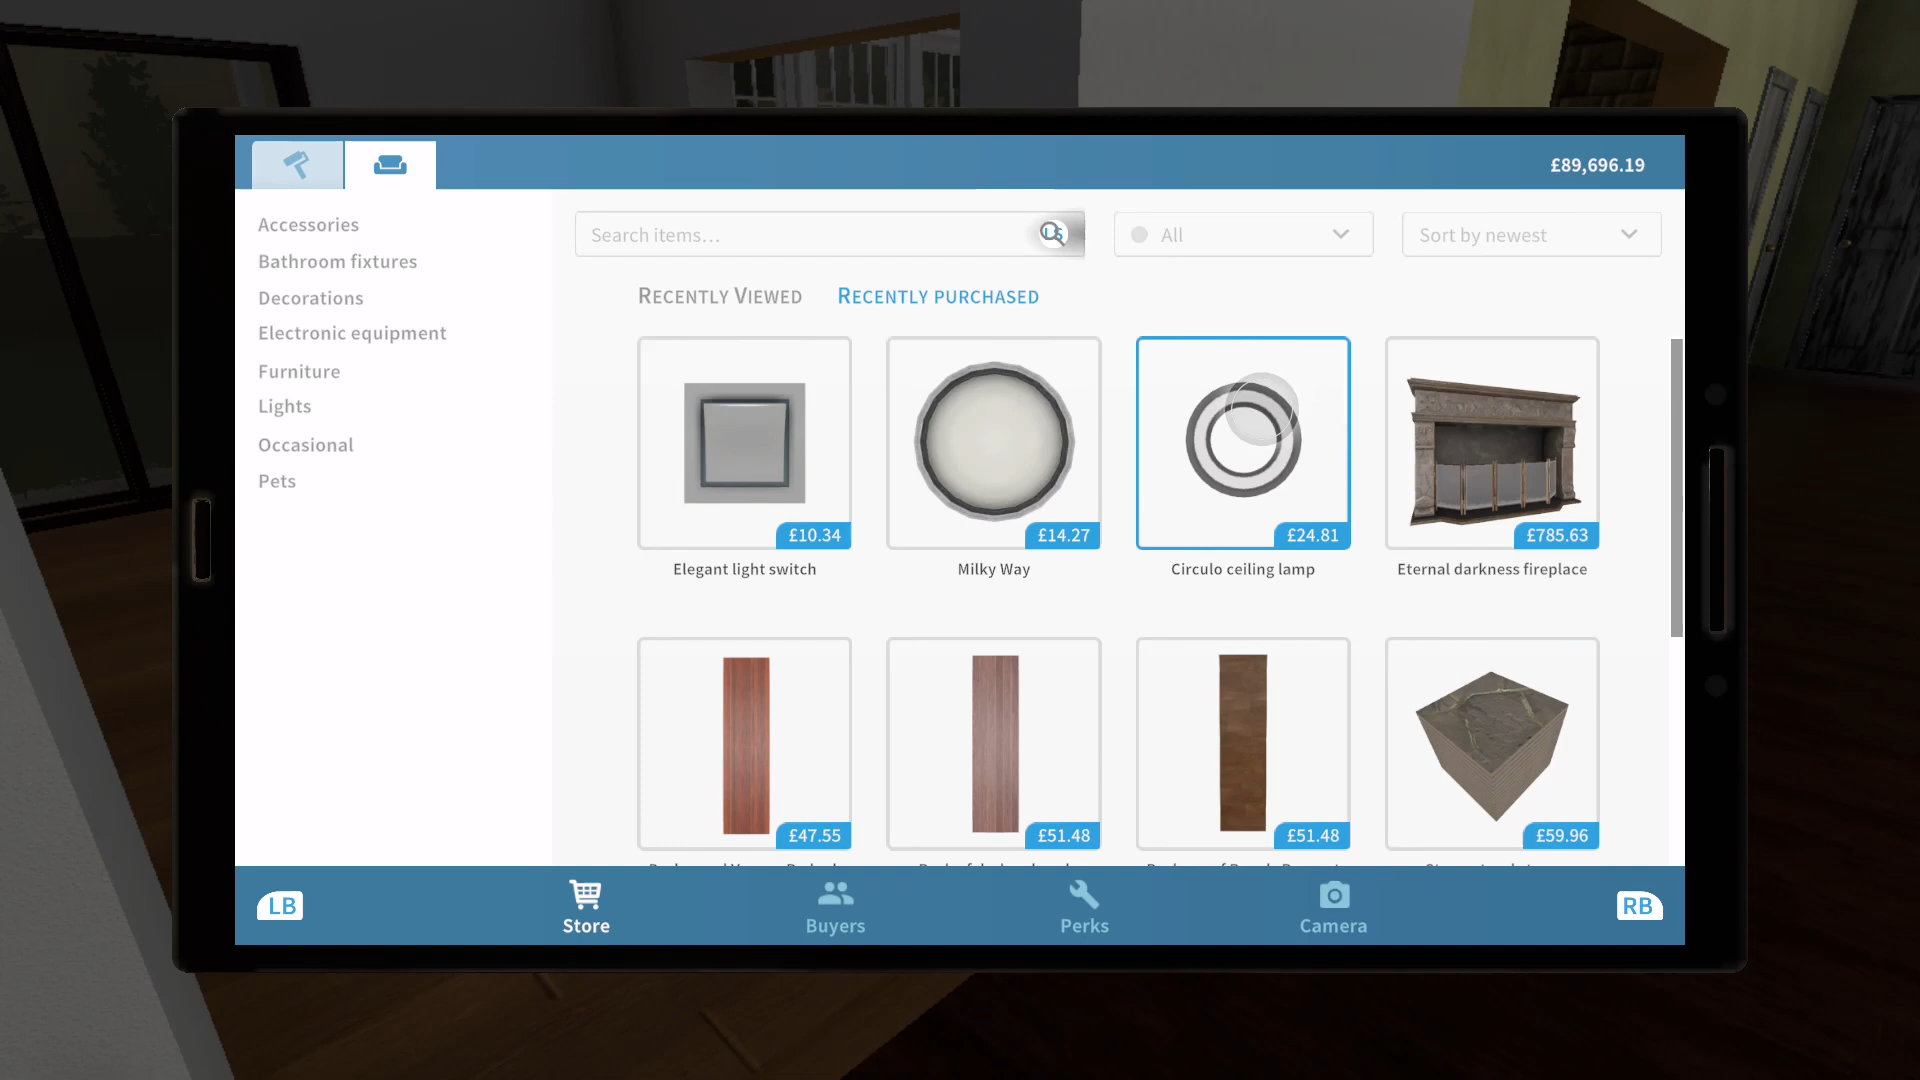 £89,696.19
Accessories
Bathroom fixtures
Decorations
Electronic equipment
Furniture
Lights
Occasional
Pets
Search items...
LS
All
Sort by newest
RECENTLY VIEWED
RECENTLY PURCHASED
£10.34
£14.27
£24.81
£785.63
Elegant light switch
Milky Way
Circulo ceiling lamp
Eternal darkness fireplace
£47.55
£51.48
£51.48
£59.96
LB
Store
Buyers
Perks
Camera
RB